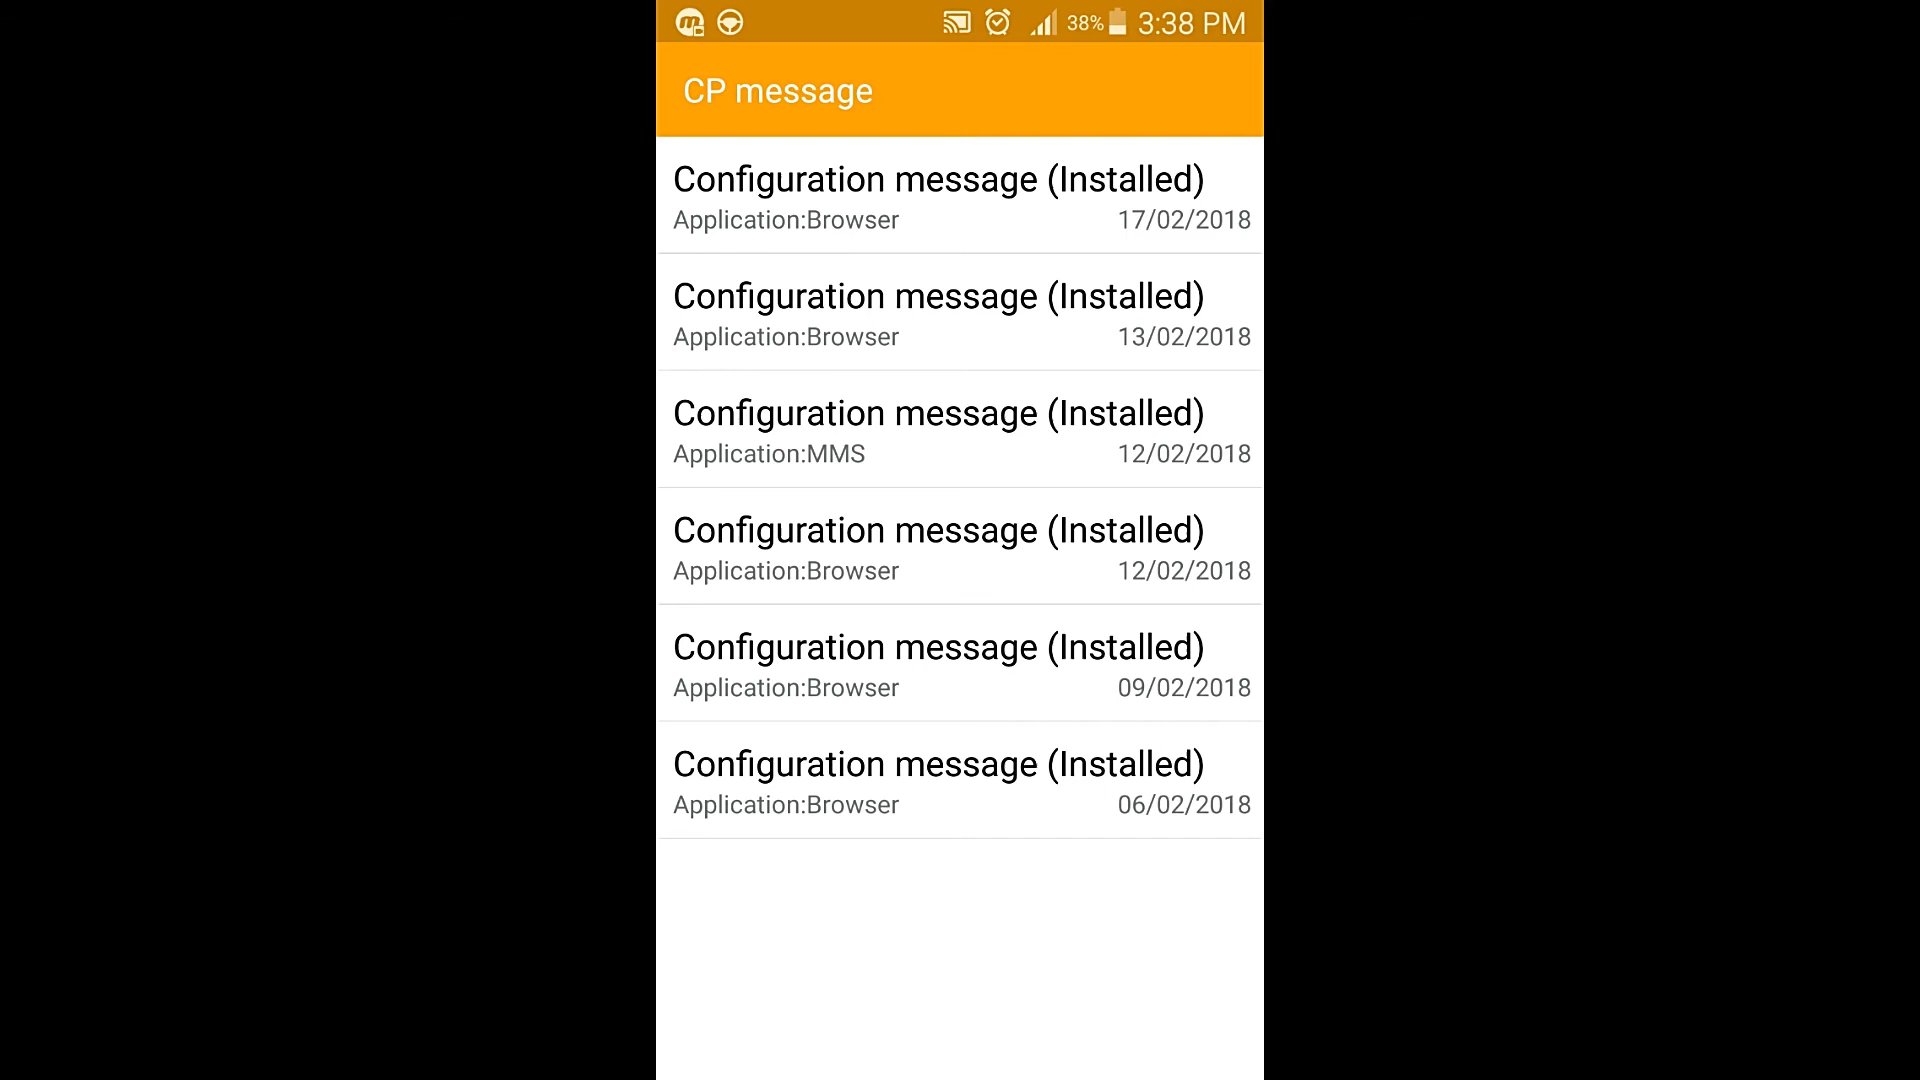 38% 3:38 PM
CP message
Configuration message (Installed)
Application:Browser 17/02/2018
Configuration message (Installed)
Application:Browser 13/02/2018
Configuration message (Installed)
Application:MMS 12/02/2018
Configuration message (Installed)
Application:Browser 12/02/2018
Configuration message (Installed)
Application:Browser 09/02/2018
Configuration message (Installed)
Application:Browser 06/02/2018